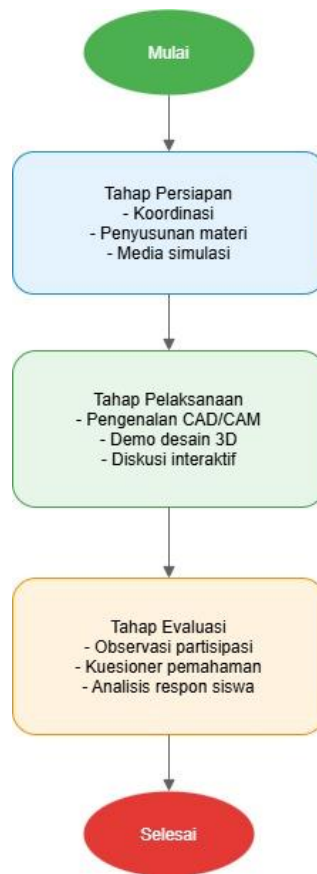 Mulai
Tahap Persiapan
- Koordinasi
- Penyusunan materi
- Media simulasi
Tahap Pelaksanaan
- Pengenalan CAD/CAM
- Demo desain 3D
- Diskusi interaktif
Tahap Evaluasi
- Observasi partisipasi
- Kuesioner pemahaman
- Analisis respon siswa
Selesai